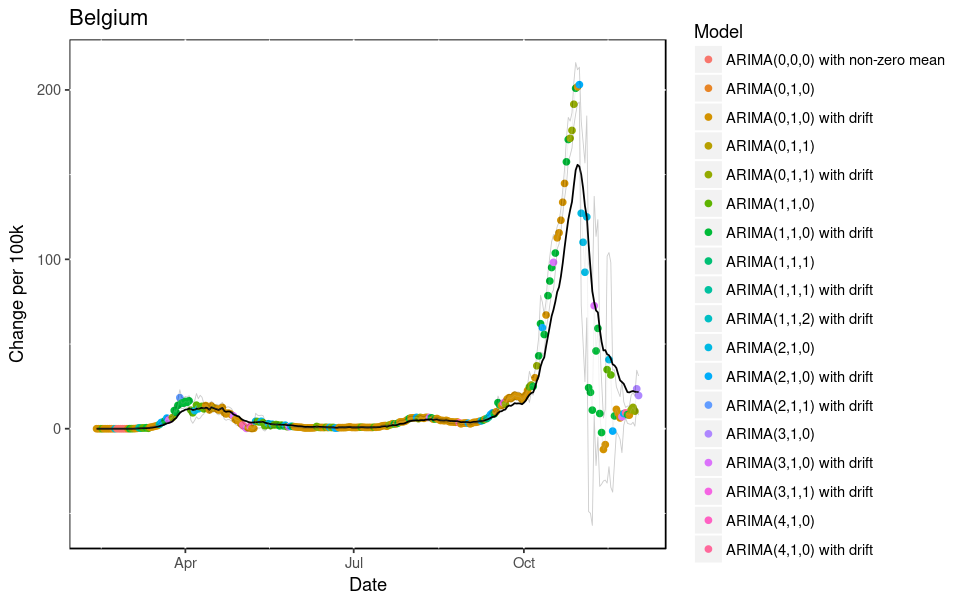 Belgium
Change per 100k
200
100
0
Apr
Jul
Oct
Date
Model
ARIMA(0,0,0) with non-zero mean
ARIMA(0,1,0)
ARIMA(0,1,0) with drift
ARIMA(0,1,1)
ARIMA(0,1,1) with drift
ARIMA(1,1,0)
ARIMA(1,1,0) with drift
ARIMA(1,1,1)
ARIMA(1,1,1) with drift
ARIMA(1,1,2) with drift
ARIMA(2,1,0)
ARIMA(2,1,0) with drift
ARIMA(2,1,1) with drift
ARIMA(3,1,0)
ARIMA(3,1,0) with drift
ARIMA(3,1,1) with drift
ARIMA(4,1,0)
ARIMA(4,1,0) with drift